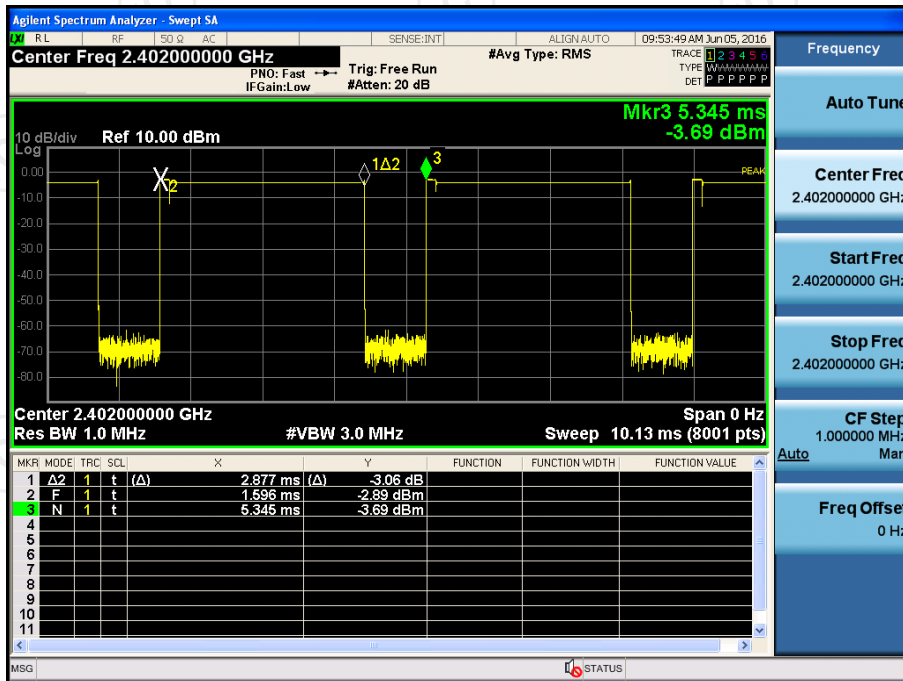 Agilent Spectrum Analyzer - Swept SA
LXI RL RF 50 Ω AC SENSE:INT ALIGN AUTO 09:53:49 AM Jun 05, 2016
Center Freq 2.402000000 GHz #Avg Type: RMS TRACE 1 2 3 4 5 6
PNO: Fast Trig: Free Run TYPE WWWWWW
IFGain:Low #Atten: 20 dB DET P P P P P P
Mkr3 5.345 ms
10 dB/div Ref 10.00 dBm -3.69 dBm
Log
1Δ2 3
0.00 2 PEAK
-10.0
-20.0
-30.0
-40.0
-50.0
-60.0
-70.0
-80.0
Center 2.402000000 GHz Span 0 Hz
Res BW 1.0 MHz #VBW 3.0 MHz Sweep 10.13 ms (8001 pts)
MKR MODE TRC SCL X Y FUNCTION FUNCTION WIDTH FUNCTION VALUE
1 Δ2 1 t (Δ) 2.877 ms (Δ) -3.06 dB
2 F 1 t 1.596 ms -2.89 dBm
3 N 1 t 5.345 ms -3.69 dBm
4
5
6
7
8
9
10
11
MSG STATUS
Frequency
Auto Tune
Center Freq
2.402000000 GHz
Start Freq
2.402000000 GHz
Stop Freq
2.402000000 GHz
CF Step
1.000000 MHz
Auto Man
Freq Offset
0 Hz